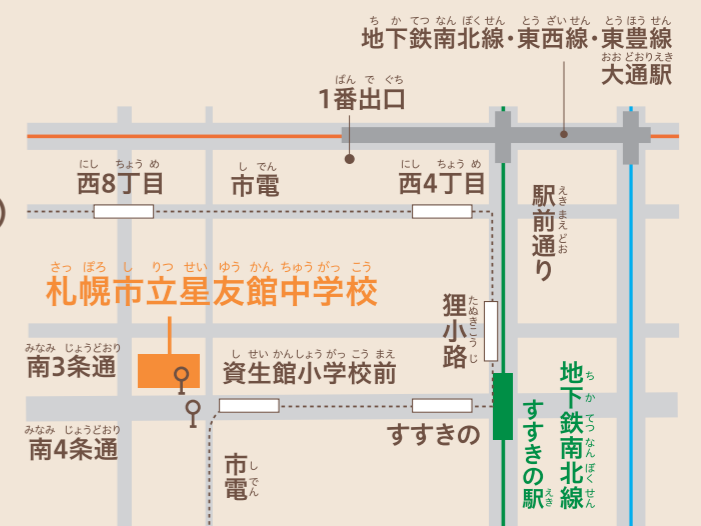 ち か てつ なん ぼく せん とう ざい せん とう ほう せん
地下鉄南北線・東西線・東豊線
おお どおり えき
大通駅
ばん で ぐち
1番出口
にし ちょう め
西8丁目
し でん
市電
にし ちょう め
西4丁目
えき まえ どお
駅前通り
さっ ぽろ し りつ せい ゆう かん ちゅう がっ こう
札幌市立星友館中学校
たぬき こう じ
狸小路
みなみ じょう どおり
南3条通
し せい かん しょう がっ こう まえ
資生館小学校前
ち か てつ なん ぼく せん
地下鉄南北線
えき
すすきの駅
すすきの
みなみ じょう どおり
南4条通
し でん
市電